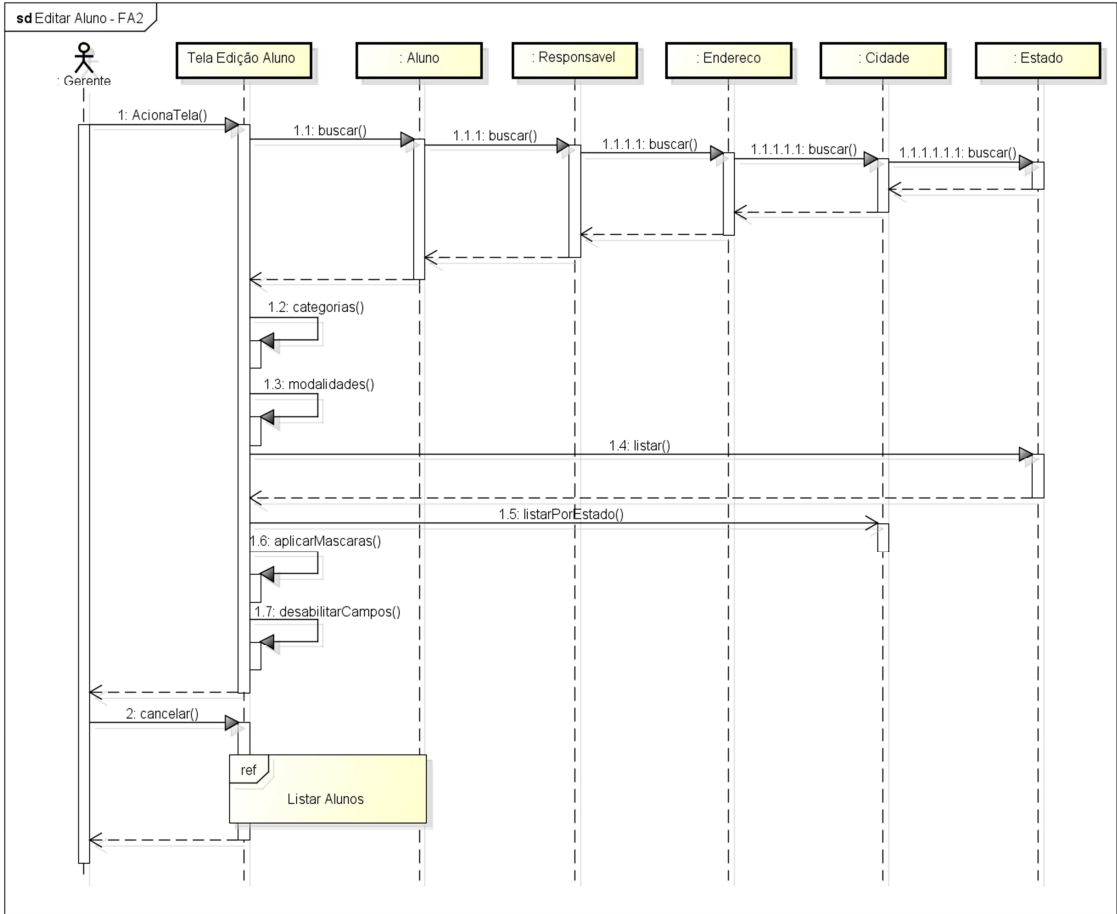 sd Editar Aluno - FA2
: Gerente
Tela Edição Aluno
: Aluno
: Responsavel
: Endereco
: Cidade
: Estado
1: AcionaTela()
1.1: buscar()
1.1.1: buscar()
1.1.1.1: buscar()
1.1.1.1.1: buscar()
1.1.1.1.1.1: buscar()
1.2: categorias()
1.3: modalidades()
1.4: listar()
1.5: listarPorEstado()
1.6: aplicarMascaras()
1.7: desabilitarCampos()
2: cancelar()
ref
Listar Alunos